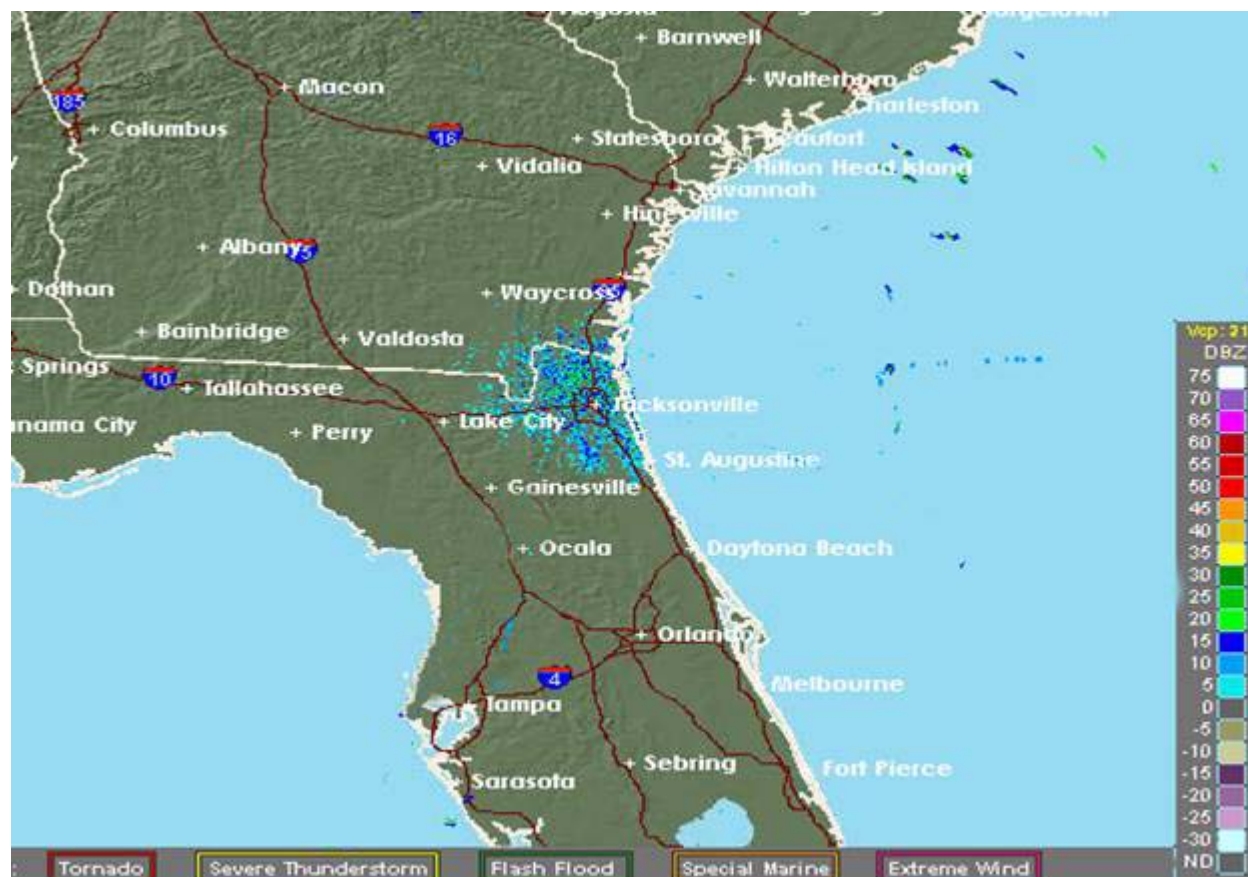 Barnwell
Macon
Walterboro
185
Charleston
Columbus
16
Statesboro
Beaufort
Vidalia
Hilton Head Island
Savannah
Hinesville
Albany
75
Dothan
Waycross
Bainbridge
Valdosta
Vcp: 21
DBZ
Springs
10
Tallahassee
75
70
Jacksonville
65
Lake City
nama City
Perry
60
St. Augustine
55
Gainesville
50
45
Ocala
Daytona Beach
40
35
30
25
20
Orlando
15
10
4
Melbourne
5
Tampa
0
-5
-10
Sebring
Fort Pierce
-15
Sarasota
-20
-25
-30
ND
Tornado
Severe Thunderstorm
Flash Flood
Special Marine
Extreme Wind